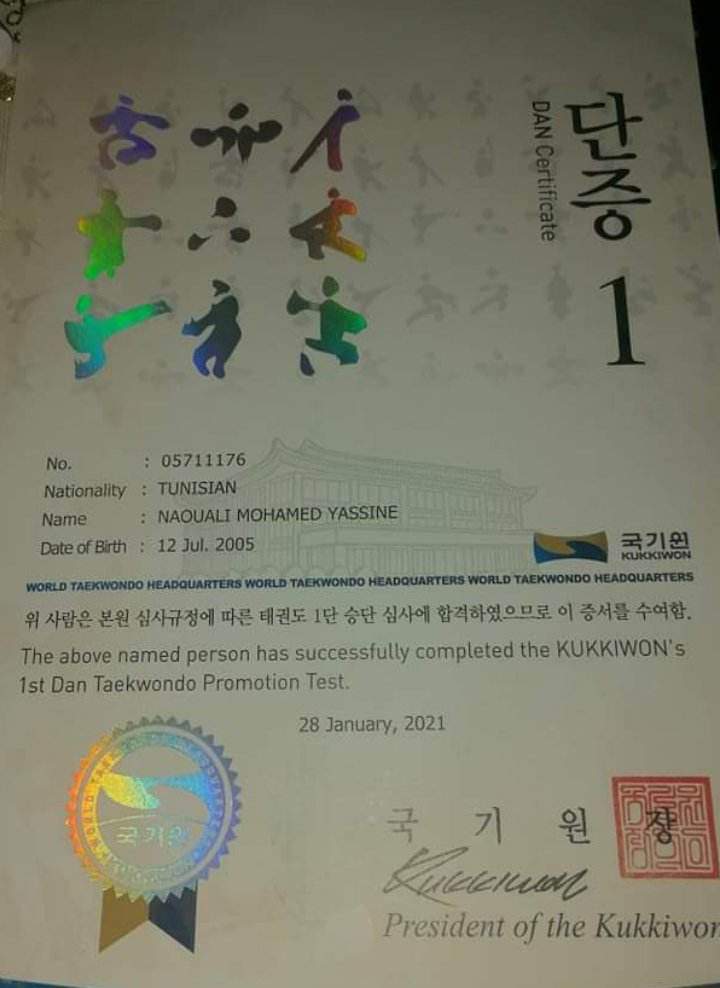 단증
DAN Certificate
1
No. : 05711176
Nationality : TUNISIAN
Name : NAOUALI MOHAMED YASSINE
Date of Birth : 12 Jul. 2005
국기원
KUKKIWON
WORLD TAEKWONDO HEADQUARTERS WORLD TAEKWONDO HEADQUARTERS WORLD TAEKWONDO HEADQUARTERS
위 사람은 본원 심사규정에 따른 태권도 1단 승단 심사에 합격하였으므로 이 증서를 수여함.
The above named person has successfully completed the KUKKIWON's
1st Dan Taekwondo Promotion Test.
28 January, 2021
국기원
국 기 원 장
Kukkiwon
President of the Kukkiwon